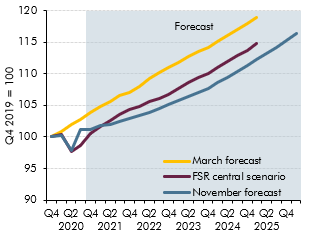 120
Forecast
115
110
105
100
95
90
Q4 2019 = 100
March forecast
FSR central scenario
November forecast
Q4 Q2 Q4 Q2 Q4 Q2 Q4 Q2 Q4 Q2 Q4 Q2 Q4
2020 2021 2022 2023 2024 2025